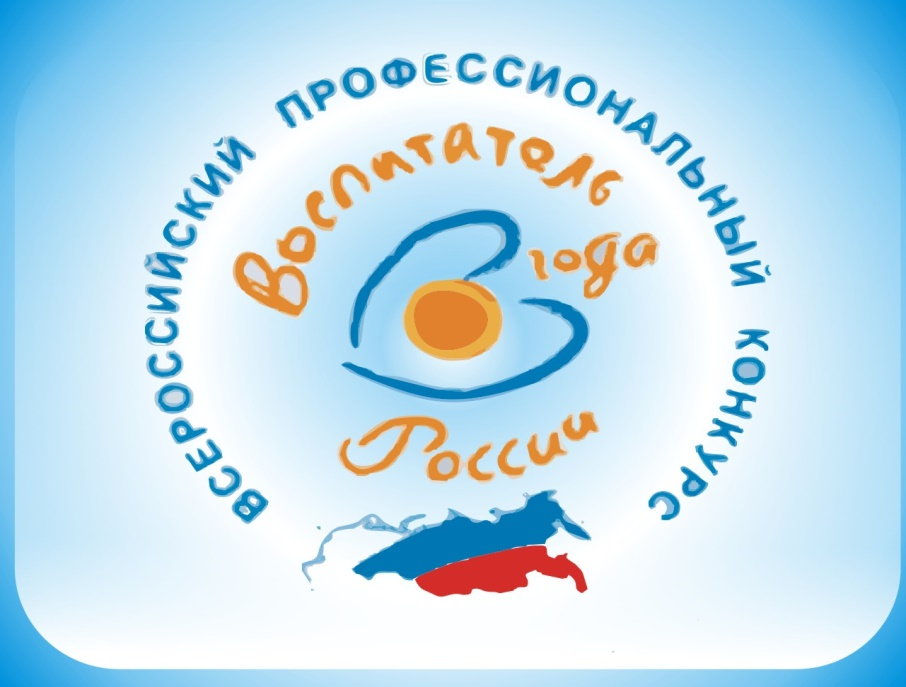 ВСЕРОССИЙСКИЙ ПРОФЕССИОНАЛЬНЫЙ КОНКУРС
Воспитатель
года
России